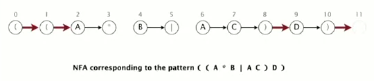 0 1 2 3 4 5 6 7 8 9 10 11
( ( A * B | A C ) D )
NFA corresponding to the pattern ( ( A * B | A C ) D )